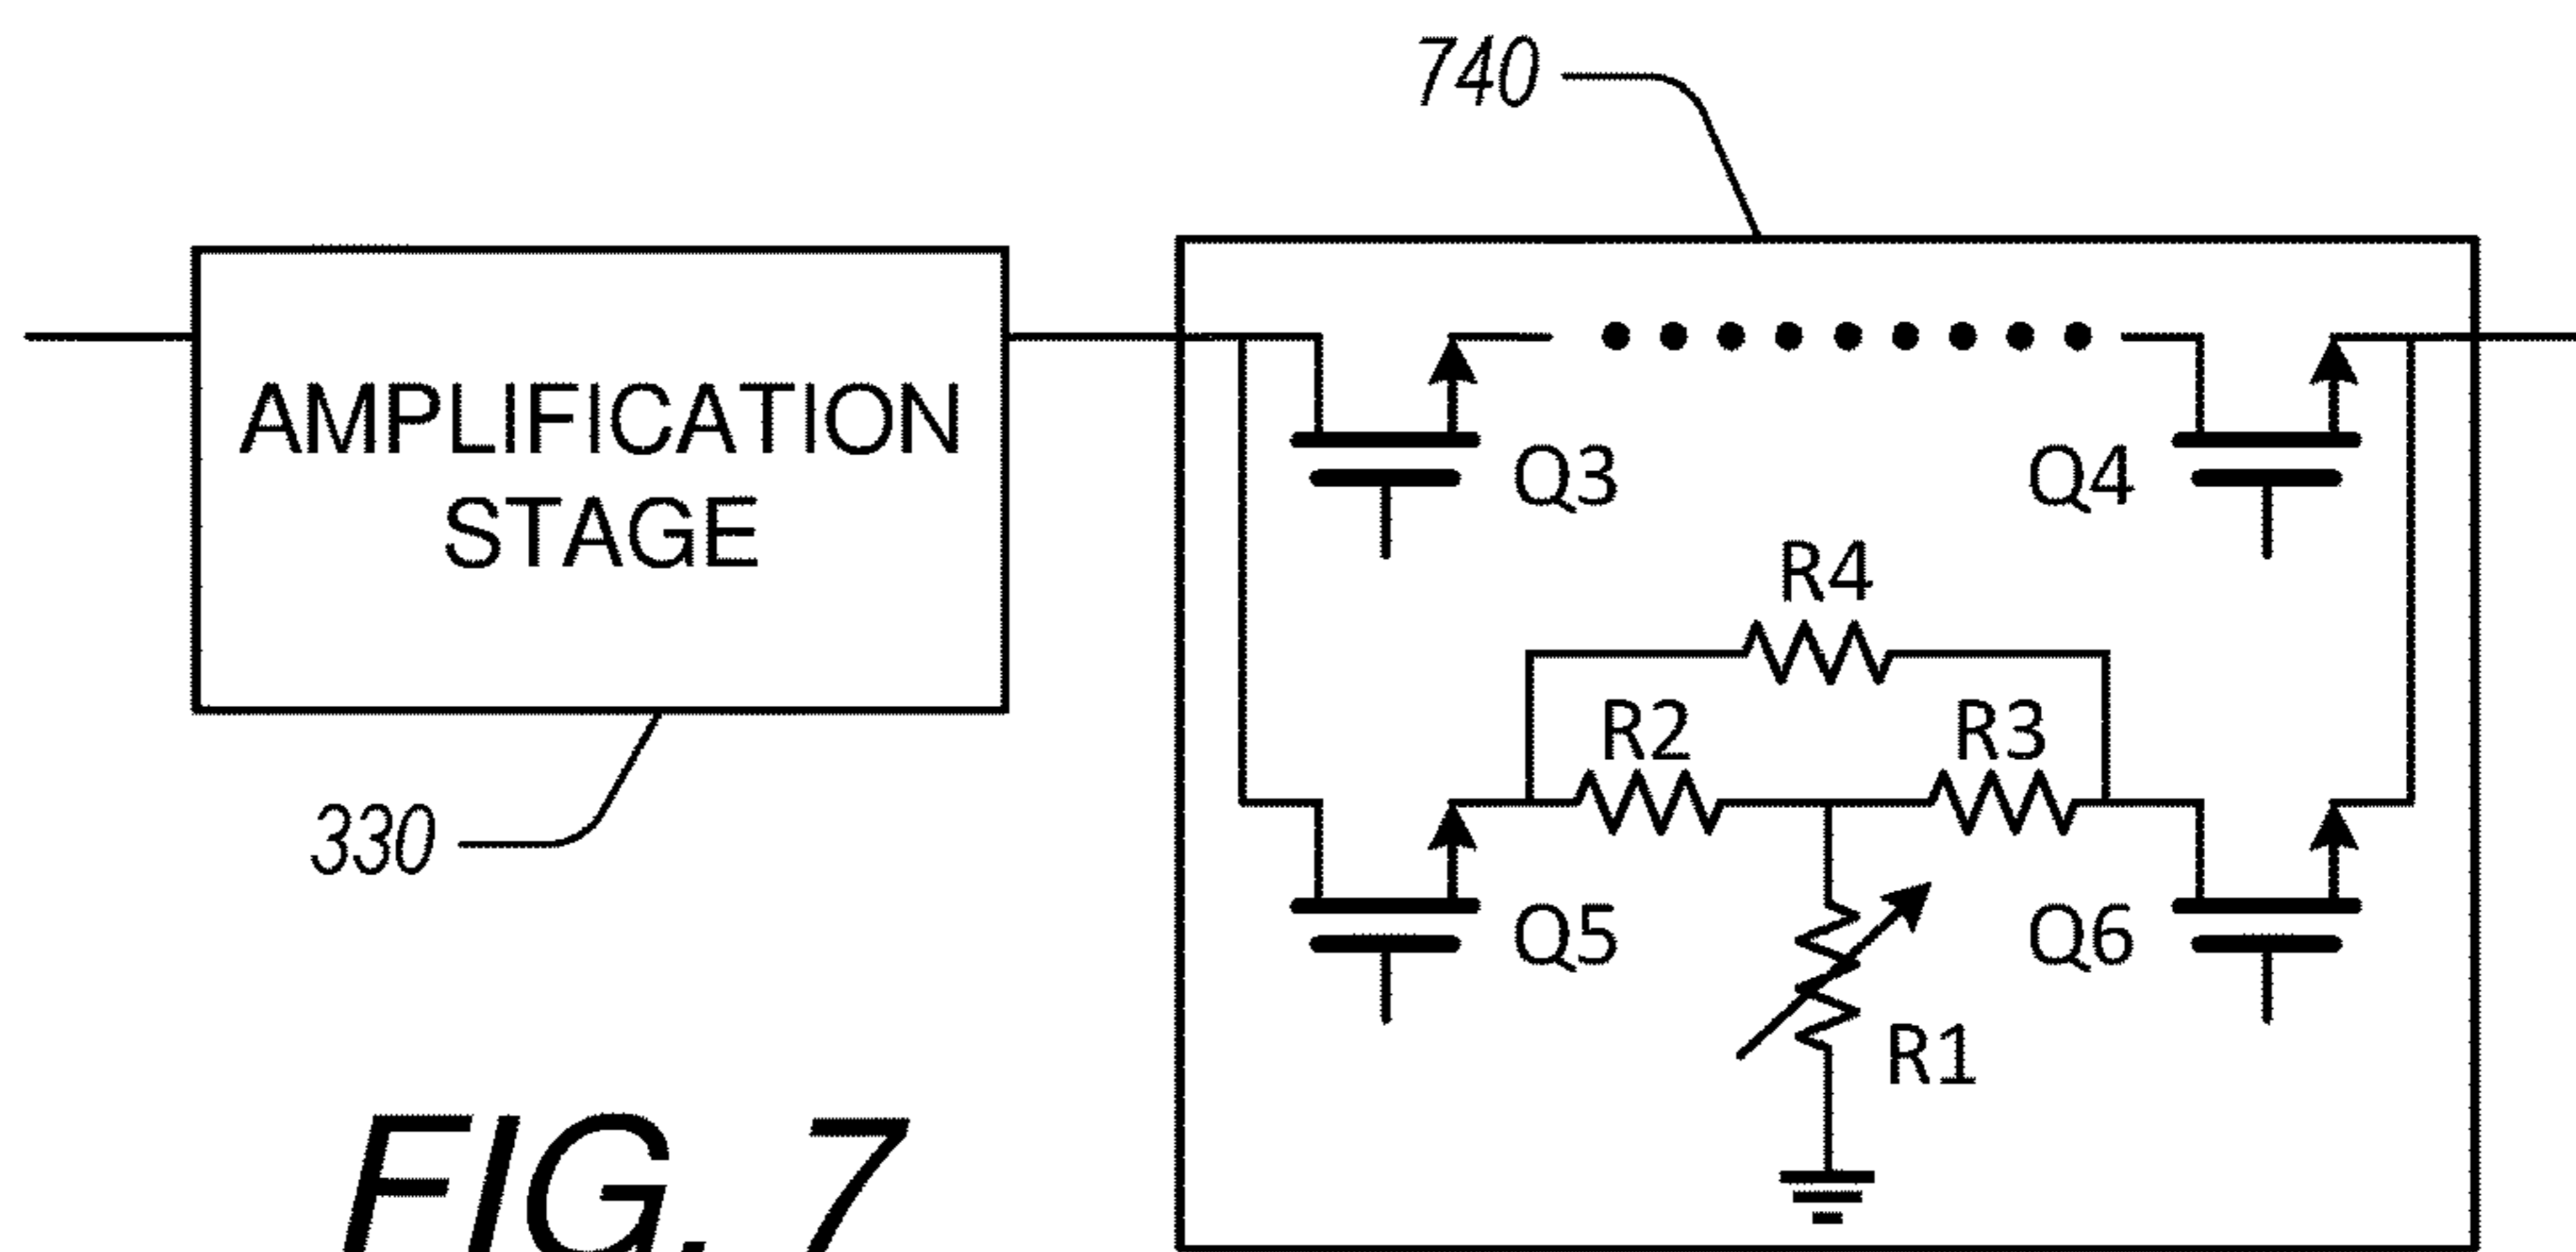 740
AMPLIFICATION
STAGE
Q3
Q4
R4
R2
R3
330
Q5
Q6
R1
FIG. 7